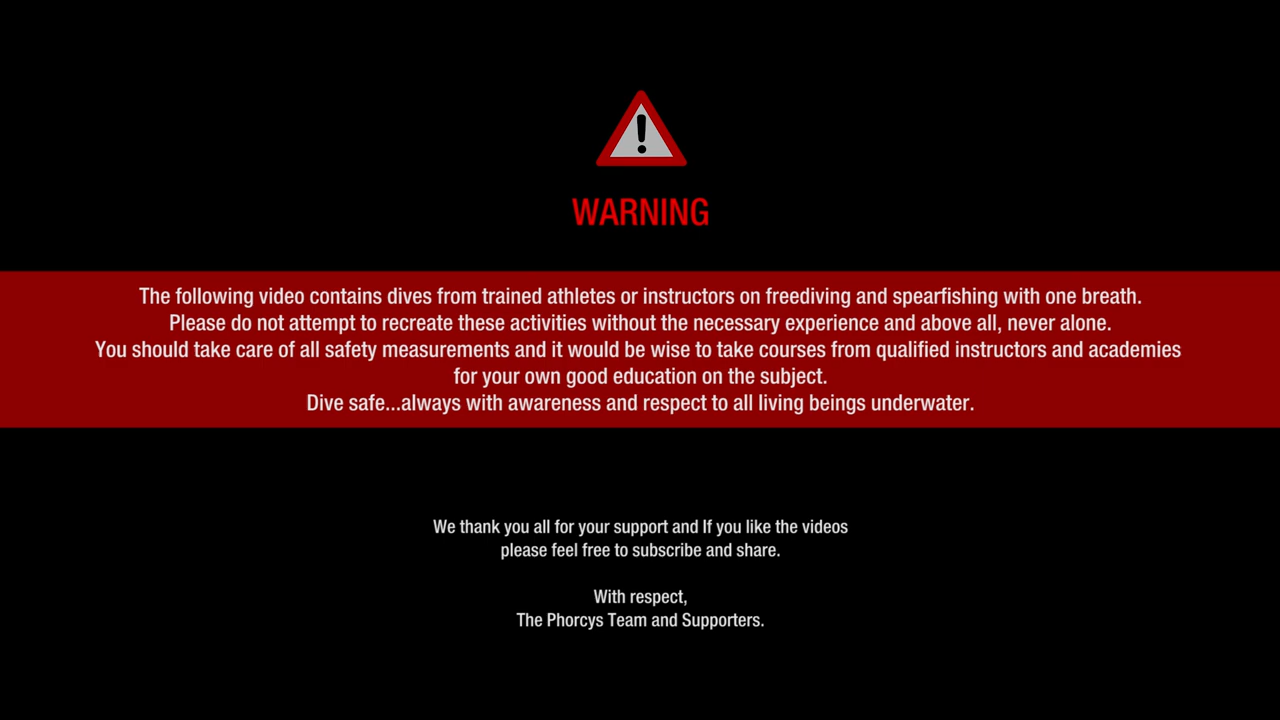 WARNING
The following video contains dives from trained athletes or instructors on freediving and spearfishing with one breath.
Please do not attempt to recreate these activities without the necessary experience and above all, never alone.
You should take care of all safety measurements and it would be wise to take courses from qualified instructors and academies
for your own good education on the subject.
Dive safe...always with awareness and respect to all living beings underwater.
We thank you all for your support and If you like the videos
please feel free to subscribe and share.
With respect,
The Phorcys Team and Supporters.